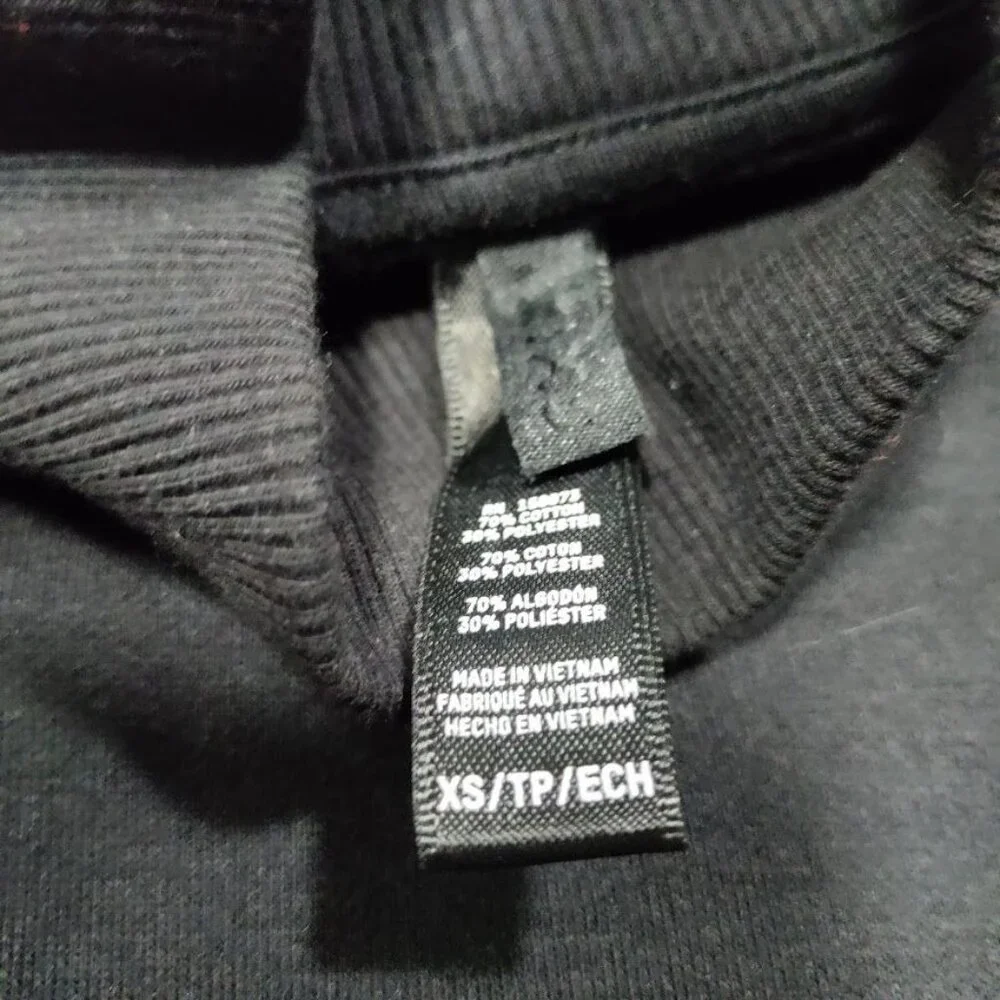 70% COTTON
30% POLYESTER
70% COTON
30% POLYESTER
70% ALGODÓN
30% POLIÉSTER
MADE IN VIETNAM
FABRIQUÉ AU VIETNAM
HECHO EN VIETNAM
XS/TP/ECH